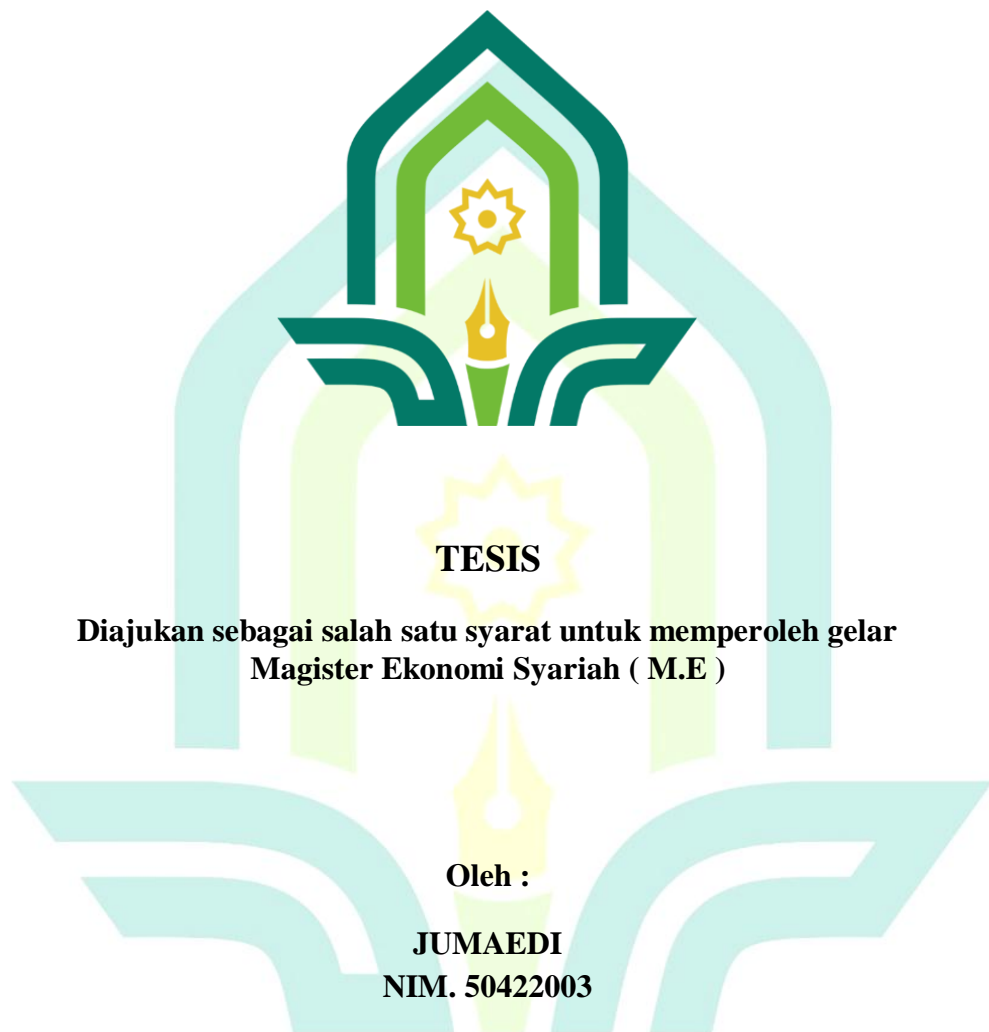 TESIS
Diajukan sebagai salah satu syarat untuk memperoleh gelar
Magister Ekonomi Syariah ( M.E )
Oleh :
JUMAEDI
NIM. 50422003